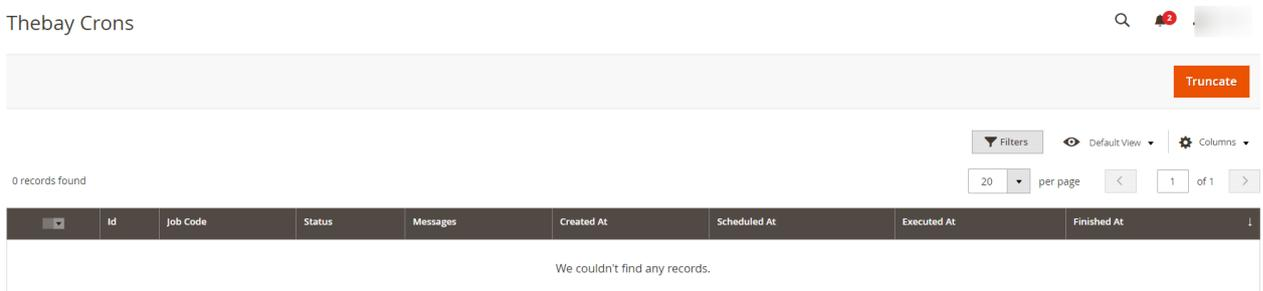 Thebay Crons
2
Truncate
Filters Default View Columns
0 records found 20 per page 1 of 1
Id Job Code Status Messages Created At Scheduled At Executed At Finished At ↓
We couldn't find any records.